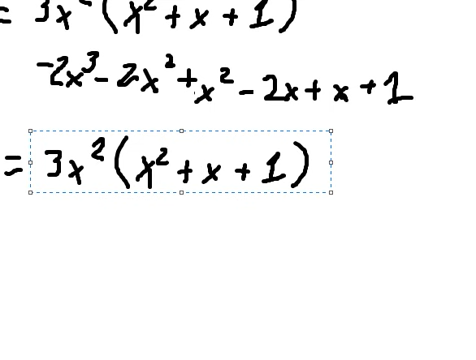 = 3x² (x² + x + 1)
-2x³ - 2x² + x² - 2x + x + 1
= 3x² (x² + x + 1)